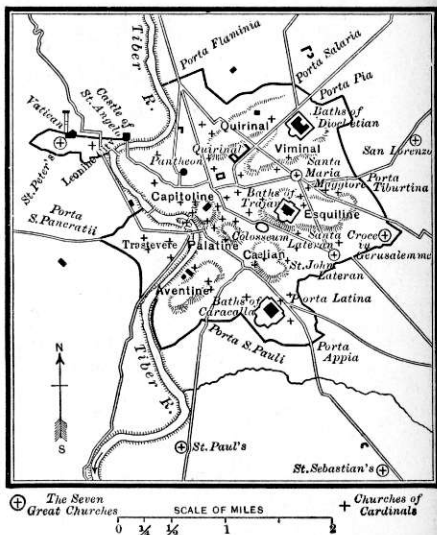 Porta Flaminia
Tiber R.
Porta Salaria
Porta Pia
Castle of
St. Angelo
Vatican
St. Peter's
Leonine
Quirinal
Quirinal
Baths of
Diocletian
Viminal
Pantheon
Santa
Maria
Maggiore
San Lorenzo
Porta
Tiburtina
Capitoline
Baths of
Trajan
Esquiline
Porta
S. Pancratii
Trosteverè
Palatine
Colosseum
Lateran
Santa Croce
in
Gerusalemme
Caelian
St. John
Lateran
Aventine
Baths of
Caracalla
Porta Latina
Porta S. Pauli
Porta
Appia
N
S
Tiber R.
St. Paul's
St. Sebastian's
The Seven
Great Churches
SCALE OF MILES
0 ¼ ½ 1 2
Churches of
Cardinals